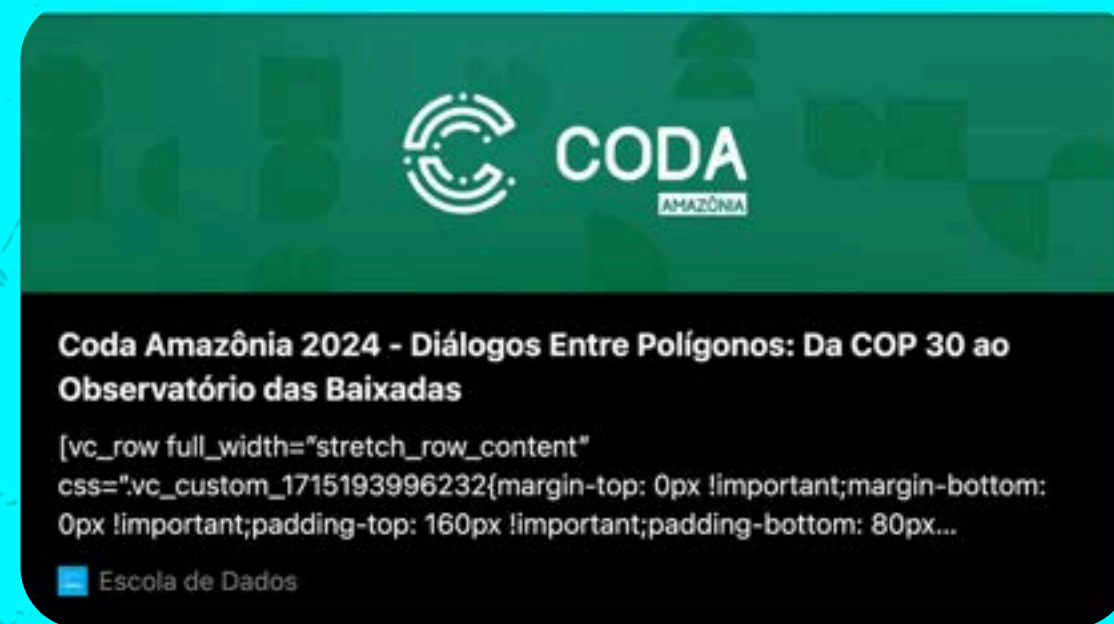 CODA
AMAZÔNIA
Coda Amazônia 2024 - Diálogos Entre Polígonos: Da COP 30 ao
Observatório das Baixadas
[vc_row full_width="stretch_row_content"
css=".vc_custom_1715193996232{margin-top: 0px !important;margin-bottom:
0px !important;padding-top: 160px !important;padding-bottom: 80px...
Escola de Dados